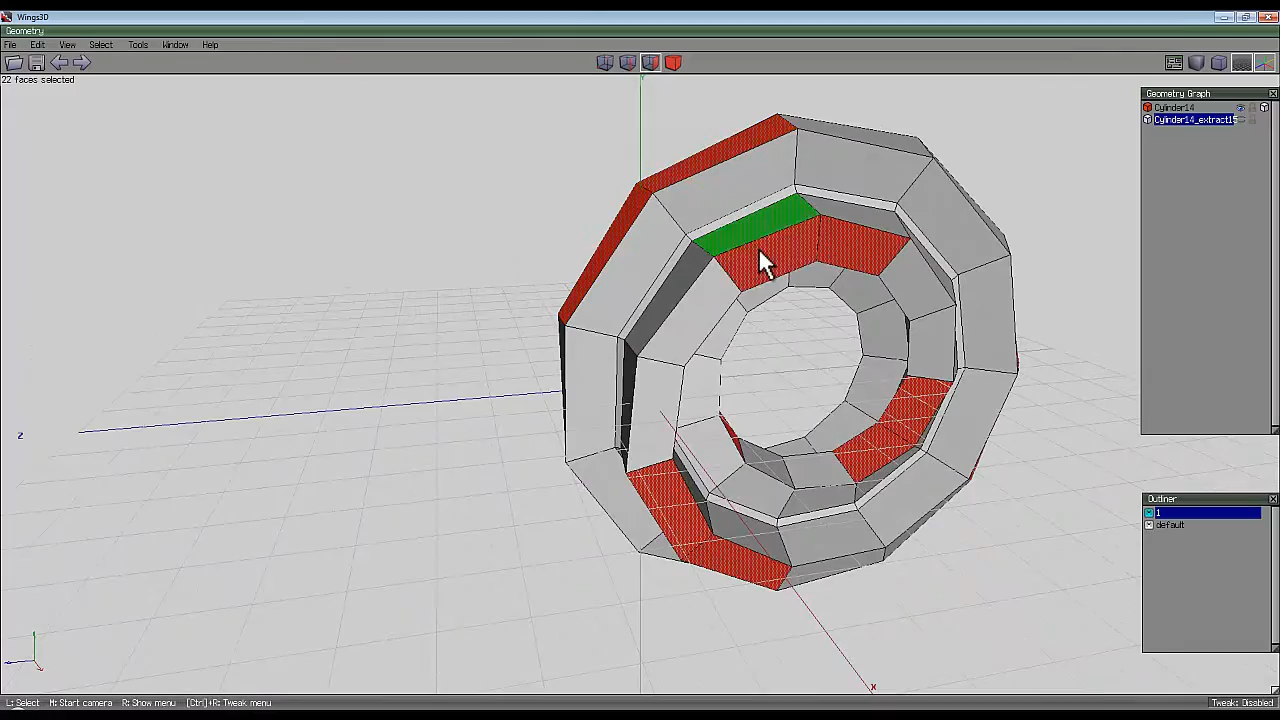 Wings3D
Geometry
File Edit View Select Tools Window Help
22 faces selected
Geometry Graph
Cylinder14
Cylinder14_extract15
Y
Z
X
Outliner
1
default
L: Select M: Start camera R: Show menu [Ctrl]+R: Tweak menu
Tweak: Disabled